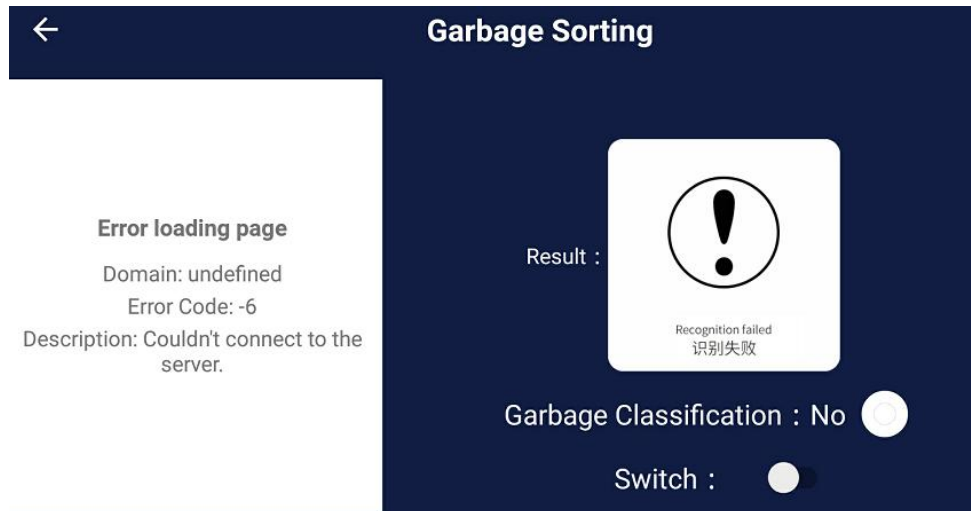 Garbage Sorting
Error loading page
Domain: undefined
Error Code: -6
Description: Couldn't connect to the
server.
Result：
Recognition failed
识别失败
Garbage Classification：No
Switch：